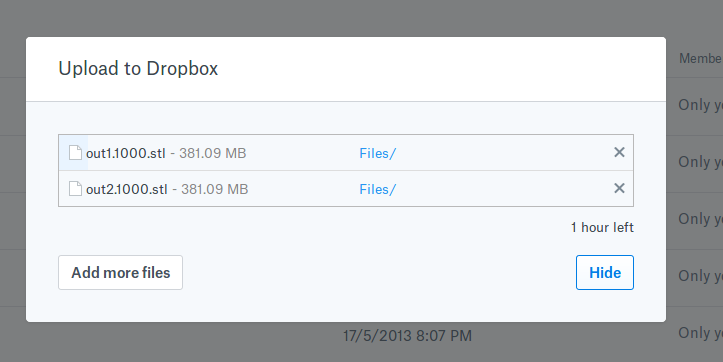 Upload to Dropbox
Membe
Only y
out1.1000.stl - 381.09 MB Files/
Only y
out2.1000.stl - 381.09 MB Files/
Only y
1 hour left
Add more files Hide
Only y
17/5/2013 8:07 PM Only y